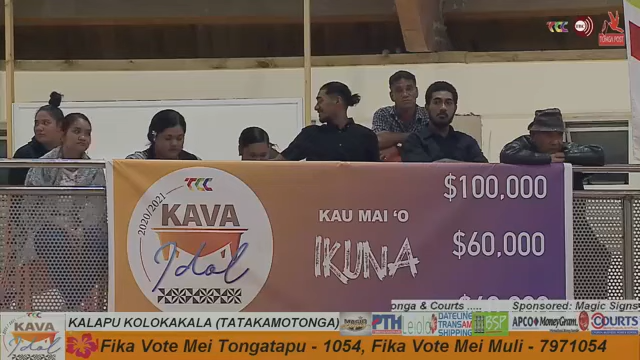 TCC
TONGA POST
TCC
2020/2021
KAVA
Idol
KAU MAI 'O
IKUNA
$100,000
$60,000
onga & Courts .....
Sponsored: Magic Signs
KAVA
Idol
KALAPU KOLOKAKALA (TATAKAMOTONGA)
PTH
Leiola
DATELINE
TRANSAM
SHIPPING
BSP
APCO
MoneyGram
COURTS
Fika Vote Mei Tongatapu - 1054, Fika Vote Mei Muli - 7971054